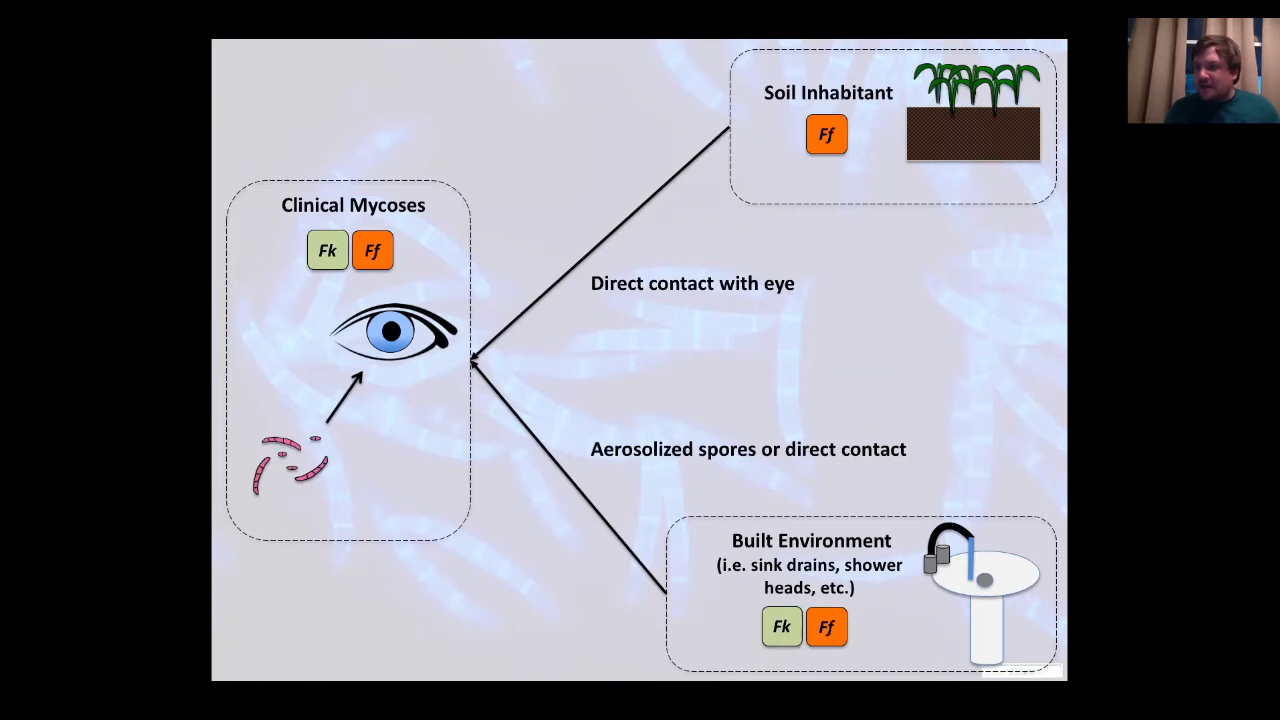 Soil Inhabitant
Ff
Clinical Mycoses
Fk Ff
Direct contact with eye
Aerosolized spores or direct contact
Built Environment
(i.e. sink drains, shower
heads, etc.)
Fk Ff